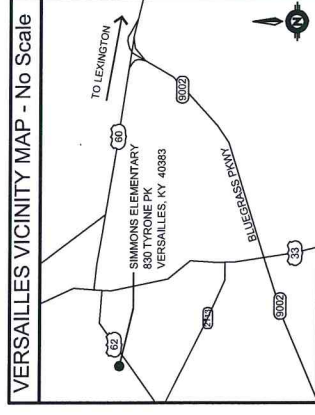 VERSAILLES VICINITY MAP - No Scale
TO LEXINGTON
N
60
9002
SIMMONS ELEMENTARY
830 TYRONE PK
VERSAILLES, KY 40383
BLUEGRASS PKWY
62
33
9002